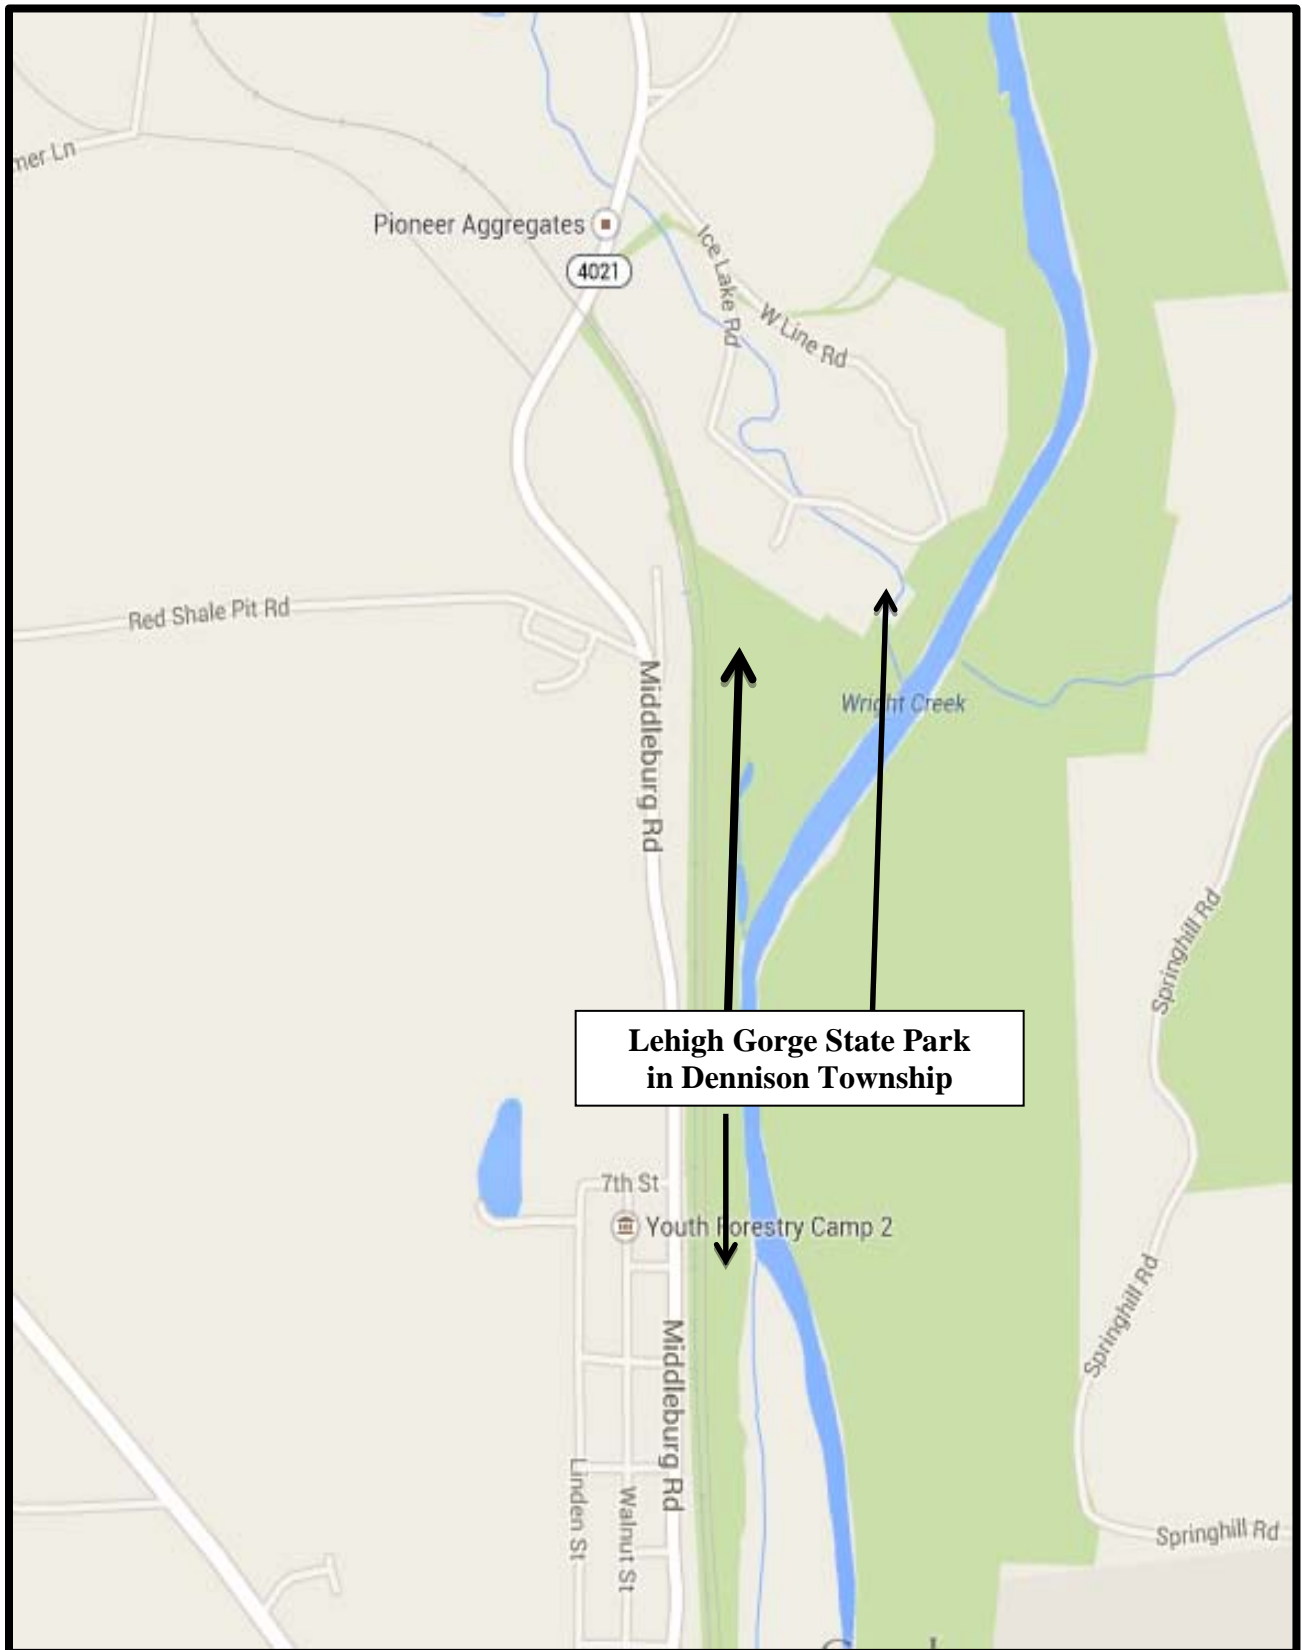 mer Ln
Pioneer Aggregates
4021
Ice Lake Rd
W Line Rd
Red Shale Pit Rd
Middleburg Rd
Wright Creek
Springhill Rd
Lehigh Gorge State Park
in Dennison Township
7th St
Youth Forestry Camp 2
Springhill Rd
Middleburg Rd
Linden St
Walnut St
Springhill Rd